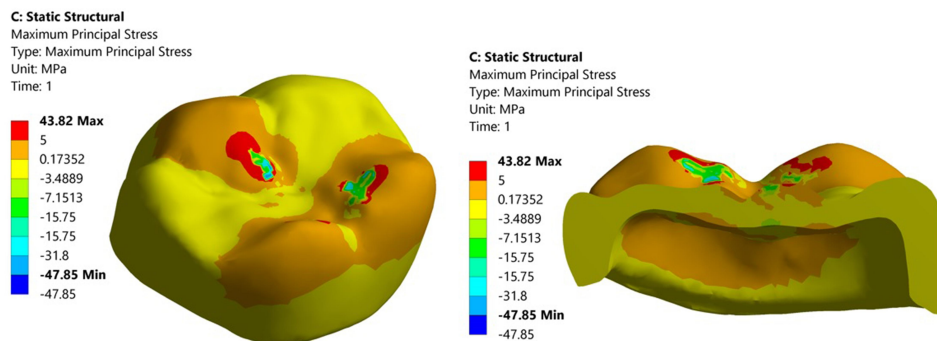 C: Static Structural
Maximum Principal Stress
Type: Maximum Principal Stress
Unit: MPa
Time: 1
43.82 Max
5
0.17352
-3.4889
-7.1513
-15.75
-15.75
-31.8
-47.85 Min
-47.85
C: Static Structural
Maximum Principal Stress
Type: Maximum Principal Stress
Unit: MPa
Time: 1
43.82 Max
5
0.17352
-3.4889
-7.1513
-15.75
-15.75
-31.8
-47.85 Min
-47.85